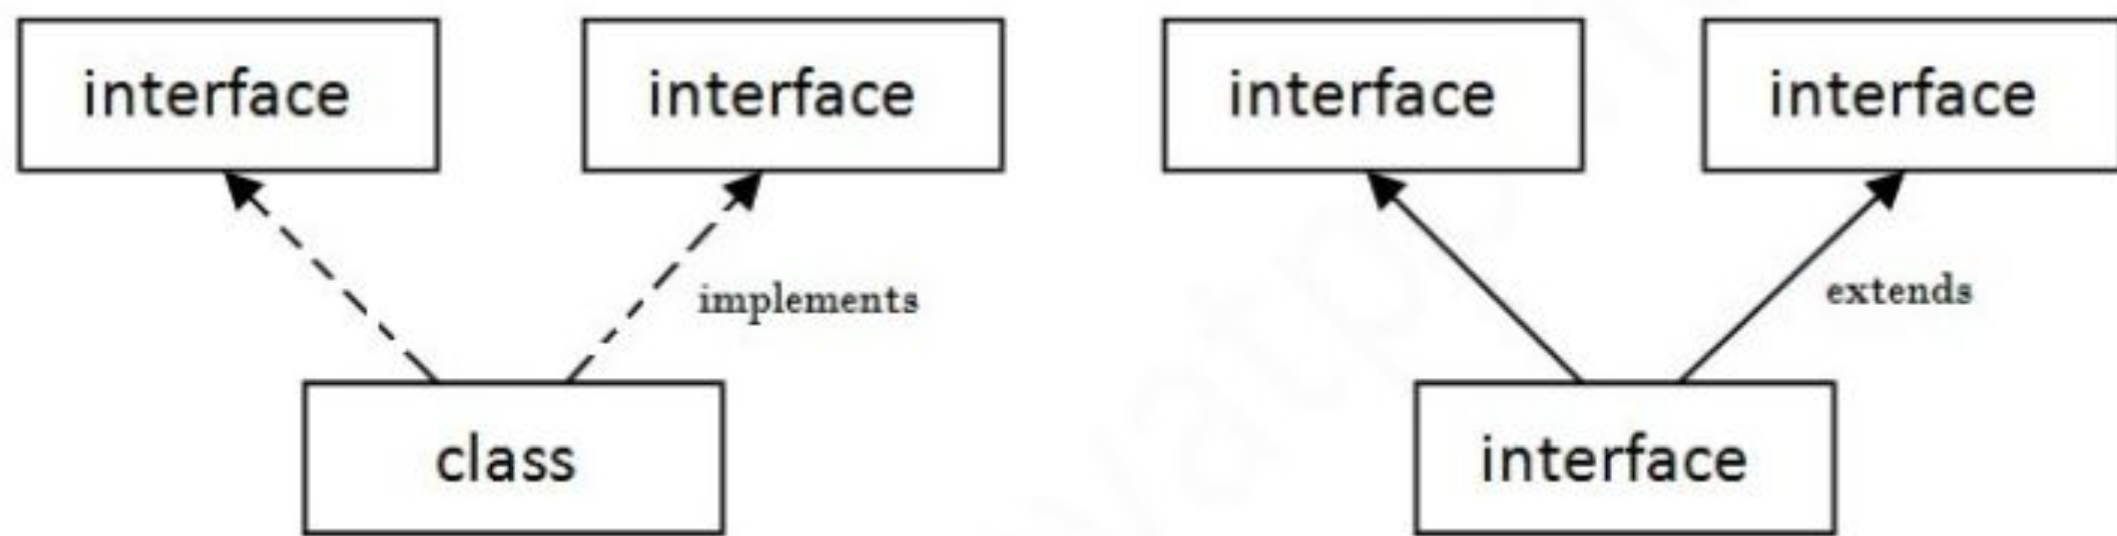 interface interface interface interface
implements extends
class interface